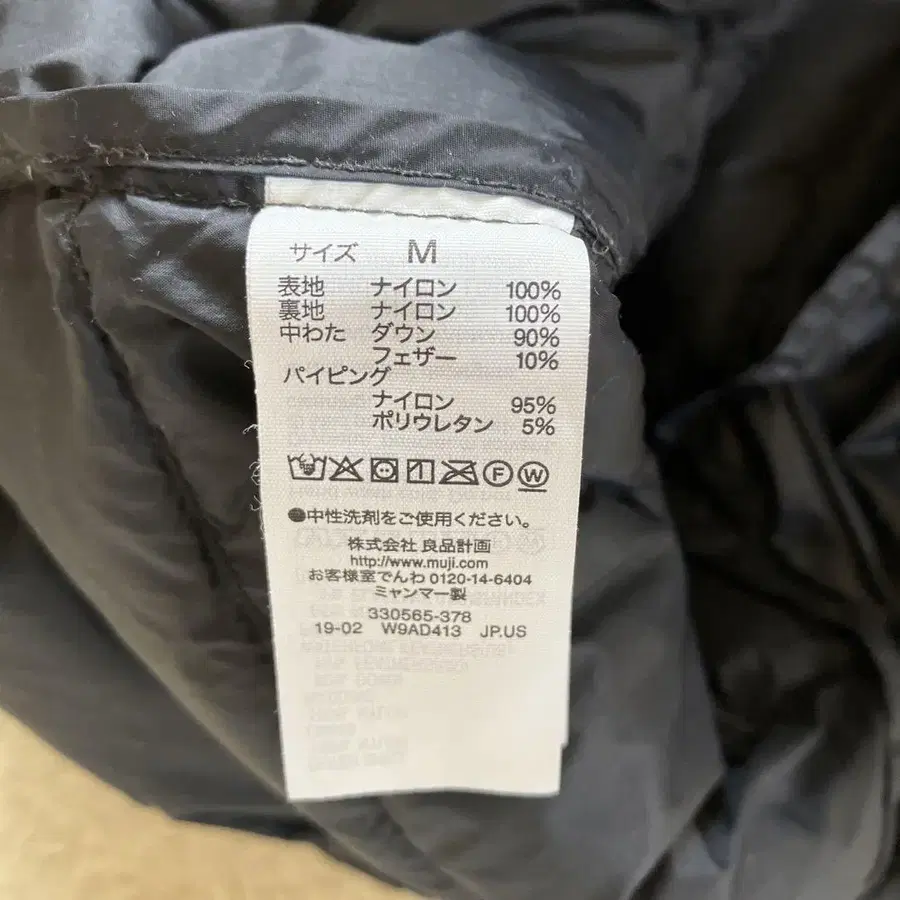 サイズ M
表地 ナイロン 100%
裏地 ナイロン 100%
中わた ダウン 90%
フェザー 10%
パイピング
ナイロン 95%
ポリウレタン 5%
F W
●中性洗剤をご使用ください。
株式会社 良品計画
http://www.muji.com
お客様室でんわ 0120-14-6404
ミャンマー製
330565-378
19-02 W9AD413 JP.US